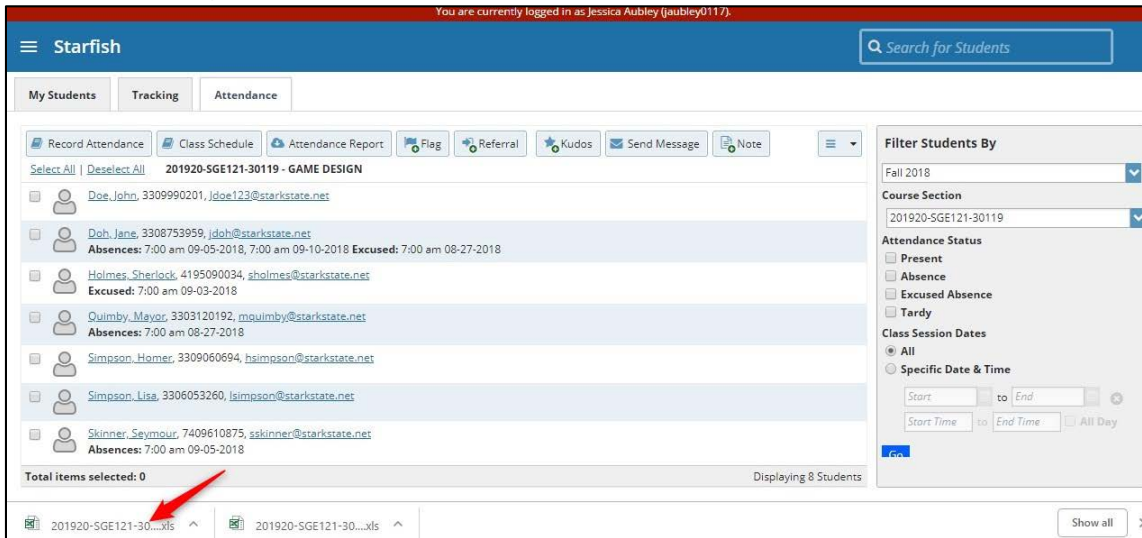 You are currently logged in as Jessica Aubley (jaubley0117).
Starfish
Search for Students
My Students Tracking Attendance
Record Attendance Class Schedule Attendance Report Flag Referral Kudos Send Message Note
Select All | Deselect All 201920-SGE121-30119 - GAME DESIGN
Doe, John, 3309990201, Jdoe123@starkstate.net
Doh, Jane, 3308753959, jdoh@starkstate.net
Absences: 7:00 am 09-05-2018, 7:00 am 09-10-2018 Excused: 7:00 am 08-27-2018
Holmes, Sherlock, 4195090034, sholmes@starkstate.net
Excused: 7:00 am 09-03-2018
Quimby, Mayor, 3303120192, mquimby@starkstate.net
Absences: 7:00 am 08-27-2018
Simpson, Homer, 3309060694, hsimpson@starkstate.net
Simpson, Lisa, 3306053260, lsimpson@starkstate.net
Skinner, Seymour, 7409610875, sskinner@starkstate.net
Absences: 7:00 am 09-05-2018
Total items selected: 0 Displaying 8 Students
Filter Students By
Fall 2018
Course Section
201920-SGE121-30119
Attendance Status
Present
Absence
Excused Absence
Tardy
Class Session Dates
All
Specific Date & Time
Start to End
Start Time to End Time All Day
Go
201920-SGE121-30....xls 201920-SGE121-30....xls Show all